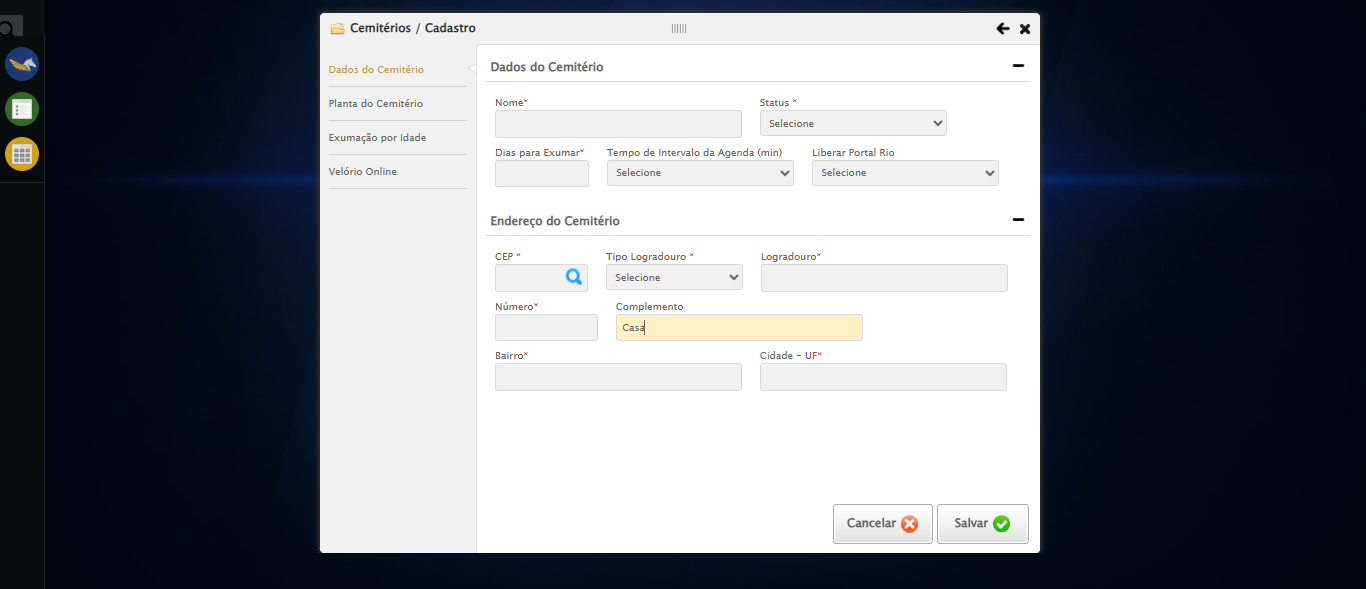 Cemitérios / Cadastro
Dados do Cemitério
Planta do Cemitério
Exumação por Idade
Velório Online
Dados do Cemitério
Nome* Status *
Selecione
Dias para Exumar* Tempo de Intervalo da Agenda (min) Liberar Portal Rio
Selecione Selecione
Endereço do Cemitério
CEP * Tipo Logradouro * Logradouro*
Selecione
Número* Complemento
Casa
Bairro* Cidade - UF*
Cancelar Salvar